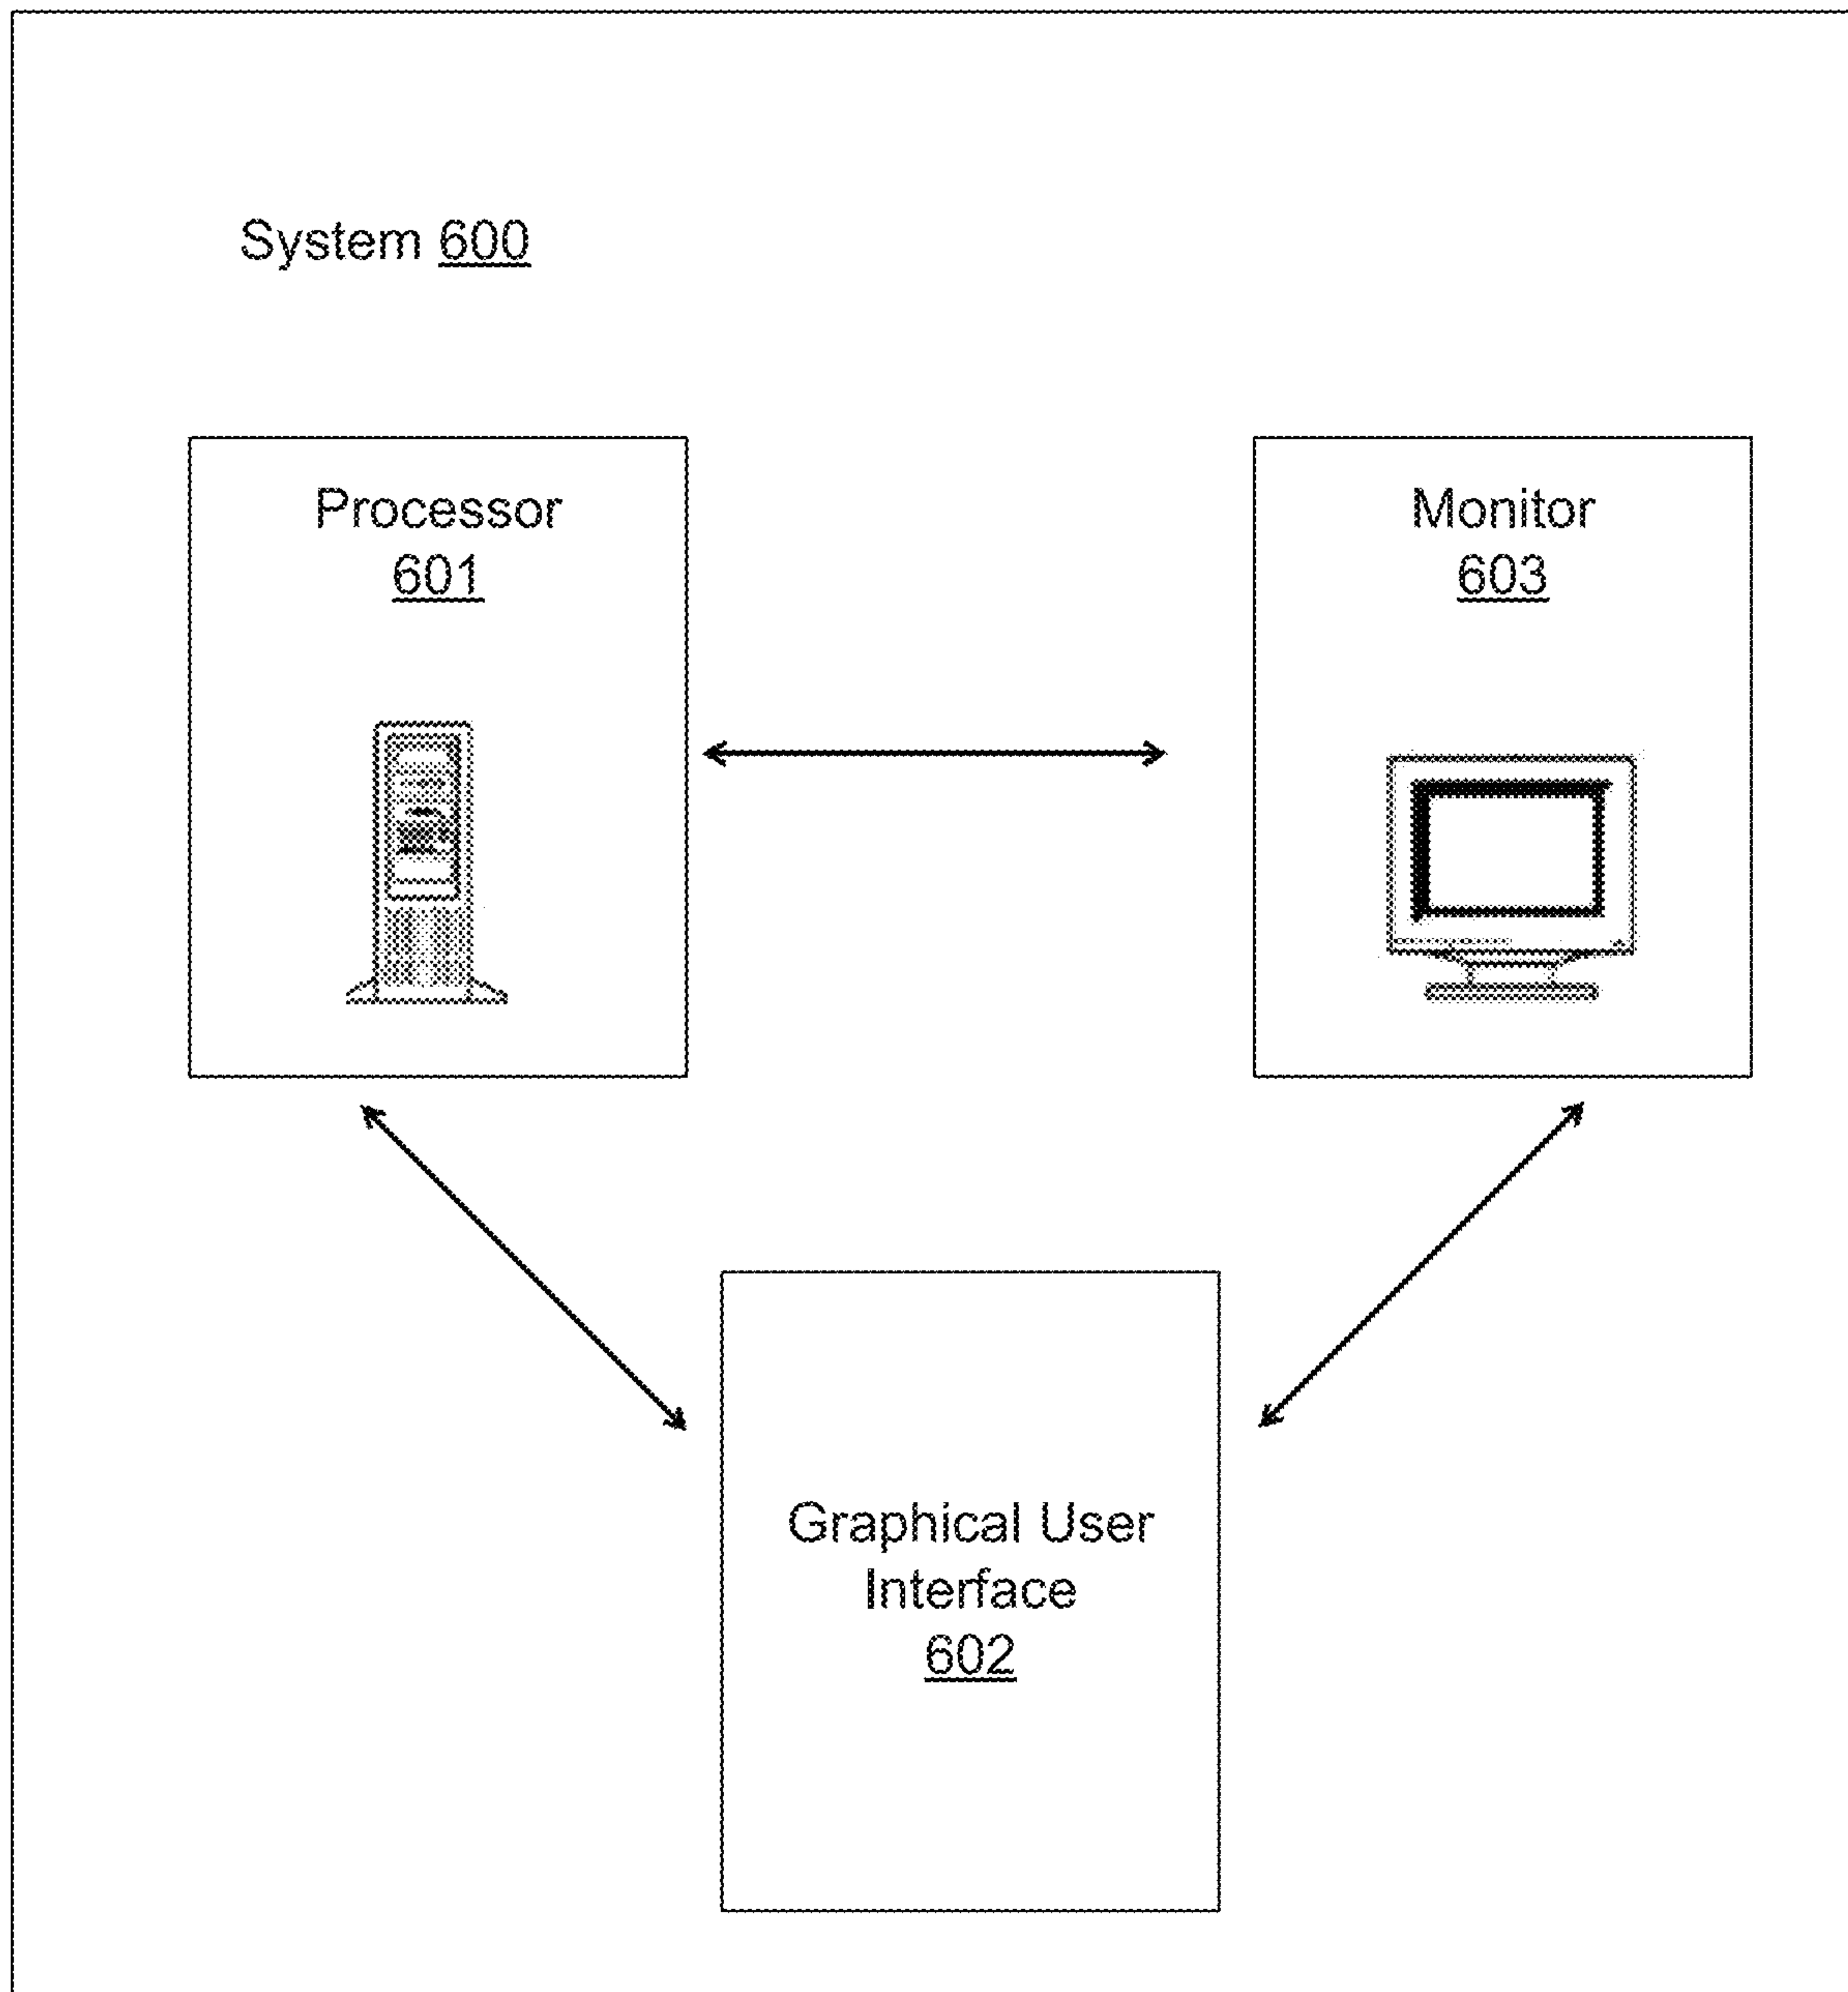 System 600
Processor
601
Monitor
603
Graphical User
Interface
602